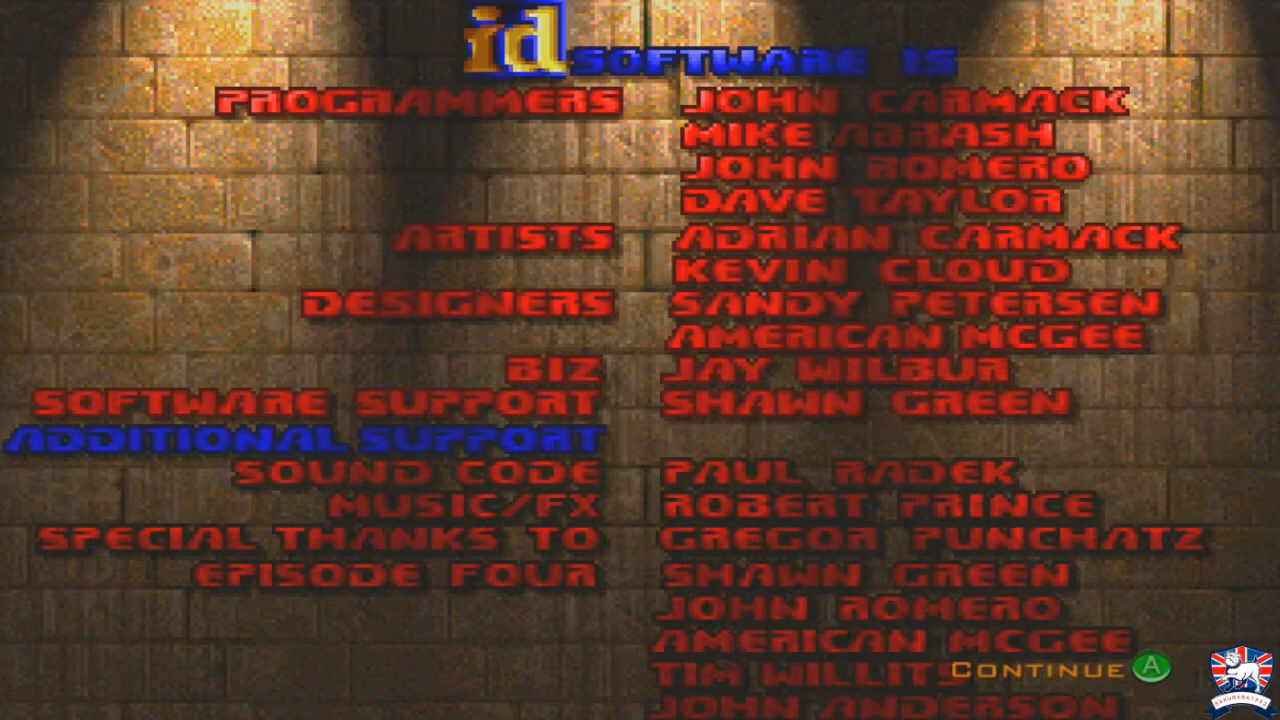 id SOFTWARE IS
PROGRAMMERS JOHN CARMACK
MIKE ABRASH
JOHN ROMERO
DAVE TAYLOR
ARTISTS ADRIAN CARMACK
KEVIN CLOUD
DESIGNERS SANDY PETERSEN
AMERICAN MCGEE
BIZ JAY WILBUR
SOFTWARE SUPPORT SHAWN GREEN
ADDITIONAL SUPPORT
SOUND CODE PAUL RADEK
MUSIC/FX ROBERT PRINCE
SPECIAL THANKS TO GREGOR PUNCHATZ
EPISODE FOUR SHAWN GREEN
JOHN ROMERO
AMERICAN MCGEE
TIM WILLITS
CONTINUE A
JOHN ANDERSON